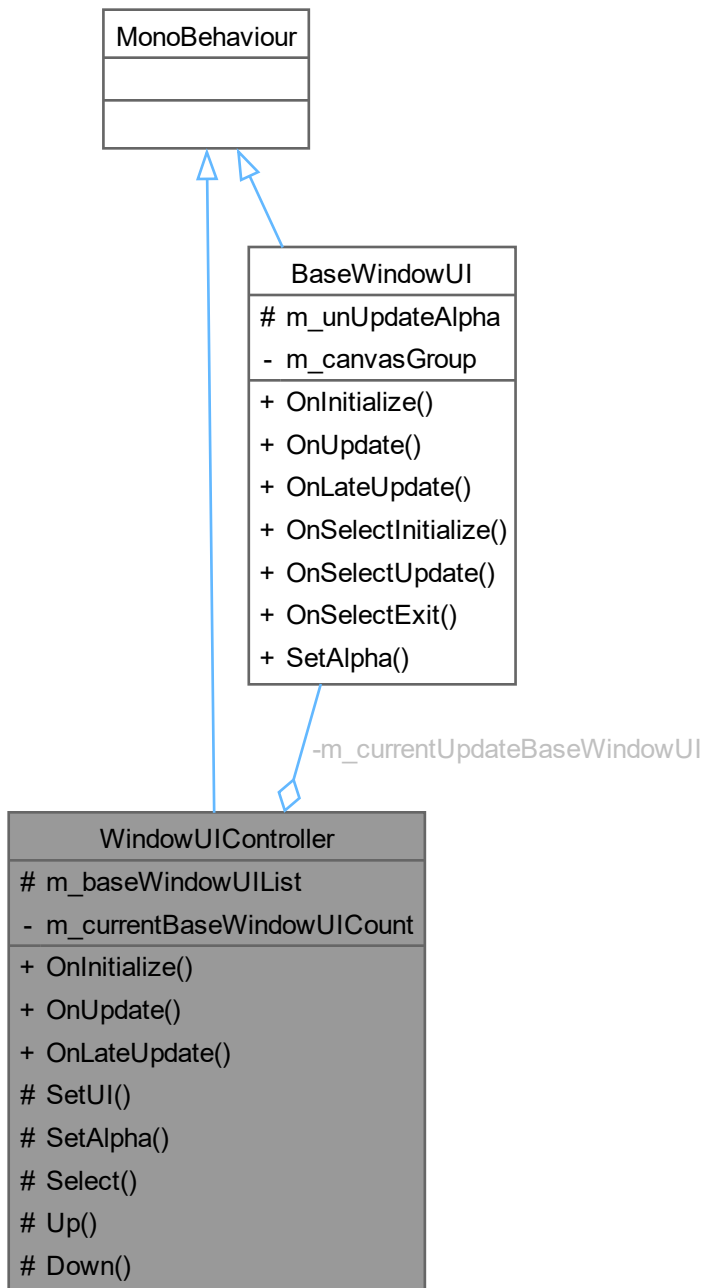 MonoBehaviour
BaseWindowUI
# m_unUpdateAlpha
- m_canvasGroup
+ OnInitialize()
+ OnUpdate()
+ OnLateUpdate()
+ OnSelectInitialize()
+ OnSelectUpdate()
+ OnSelectExit()
+ SetAlpha()
-m_currentUpdateBaseWindowUI
WindowUIController
# m_baseWindowUIList
- m_currentBaseWindowUICount
+ OnInitialize()
+ OnUpdate()
+ OnLateUpdate()
# SetUI()
# SetAlpha()
# Select()
# Up()
# Down()